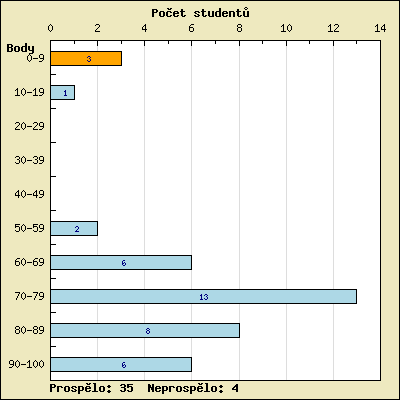 Počet studentů
0 2 4 6 8 10 12 14
Body
0-9 3
10-19 1
20-29
30-39
40-49
50-59 2
60-69 6
70-79 13
80-89 8
90-100 6
Prospělo: 35 Neprospělo: 4